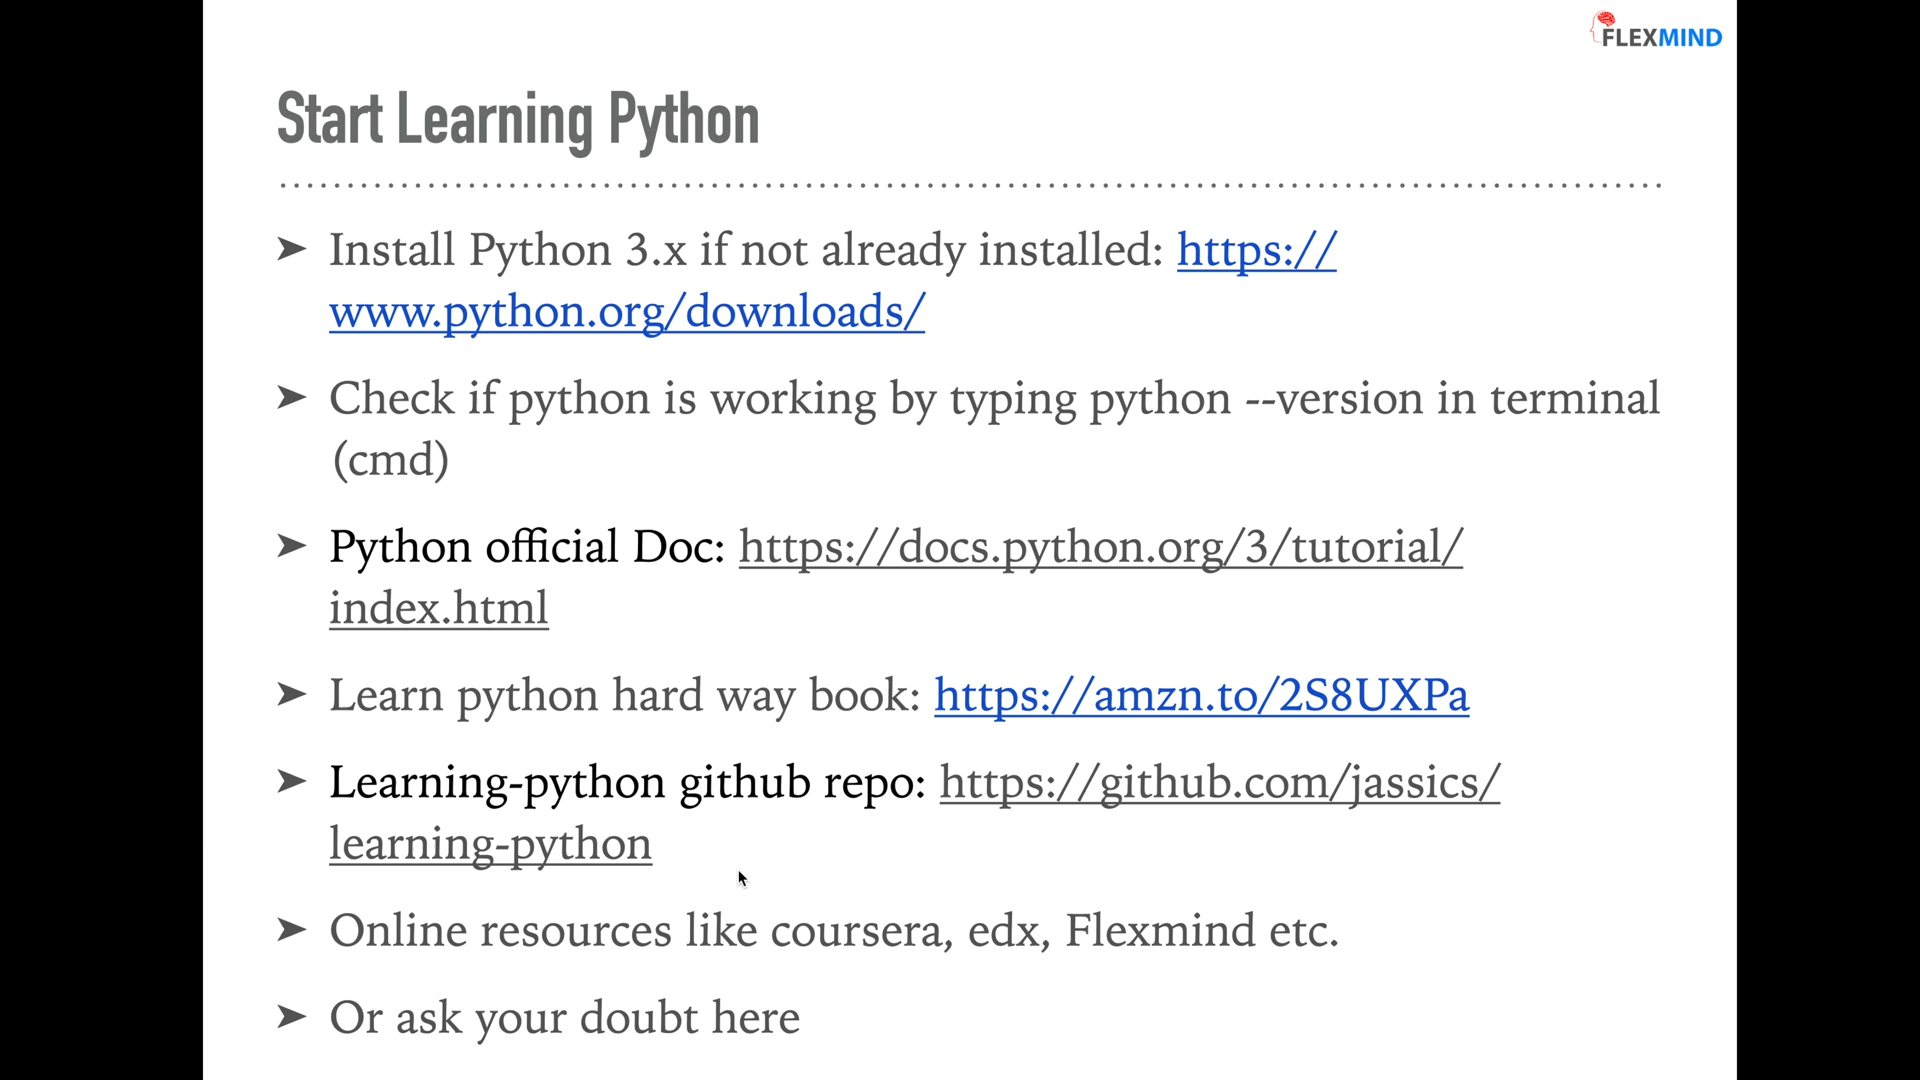 FLEXMIND
Start Learning Python
➤ Install Python 3.x if not already installed: https://
www.python.org/downloads/
➤ Check if python is working by typing python --version in terminal
(cmd)
➤ Python official Doc: https://docs.python.org/3/tutorial/
index.html
➤ Learn python hard way book: https://amzn.to/2S8UXPa
➤ Learning-python github repo: https://github.com/jassics/
learning-python
➤ Online resources like coursera, edx, Flexmind etc.
➤ Or ask your doubt here